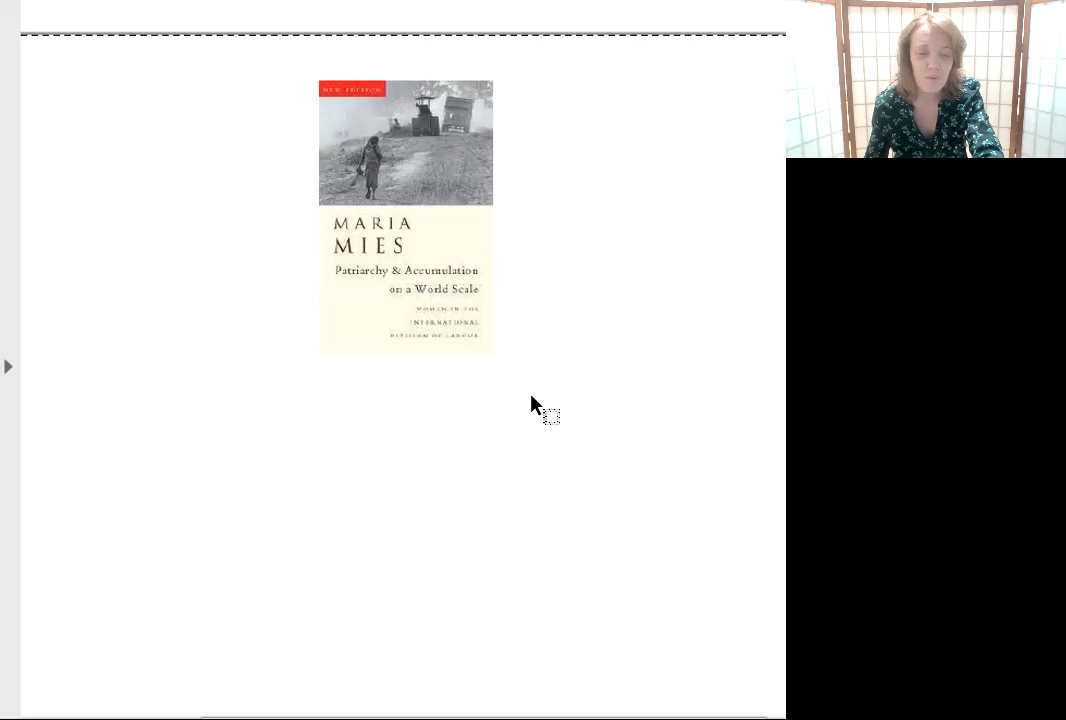 NEW EDITION
MARIA
MIES
Patriarchy & Accumulation
on a World Scale
WOMEN IN THE
INTERNATIONAL
DIVISION OF LABOUR